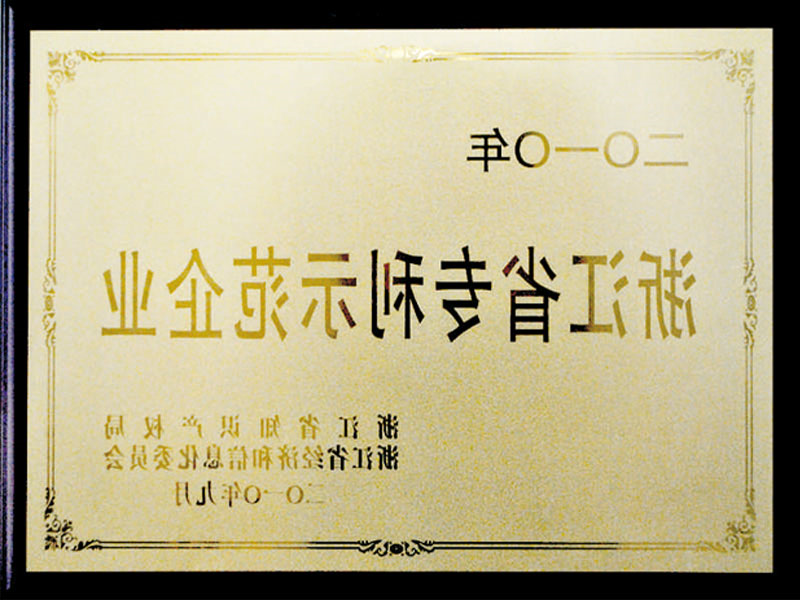 二〇一〇年
浙江省专利示范企业
浙江省知识产权局
浙江省经济和信息化委员会
二〇一〇年九月